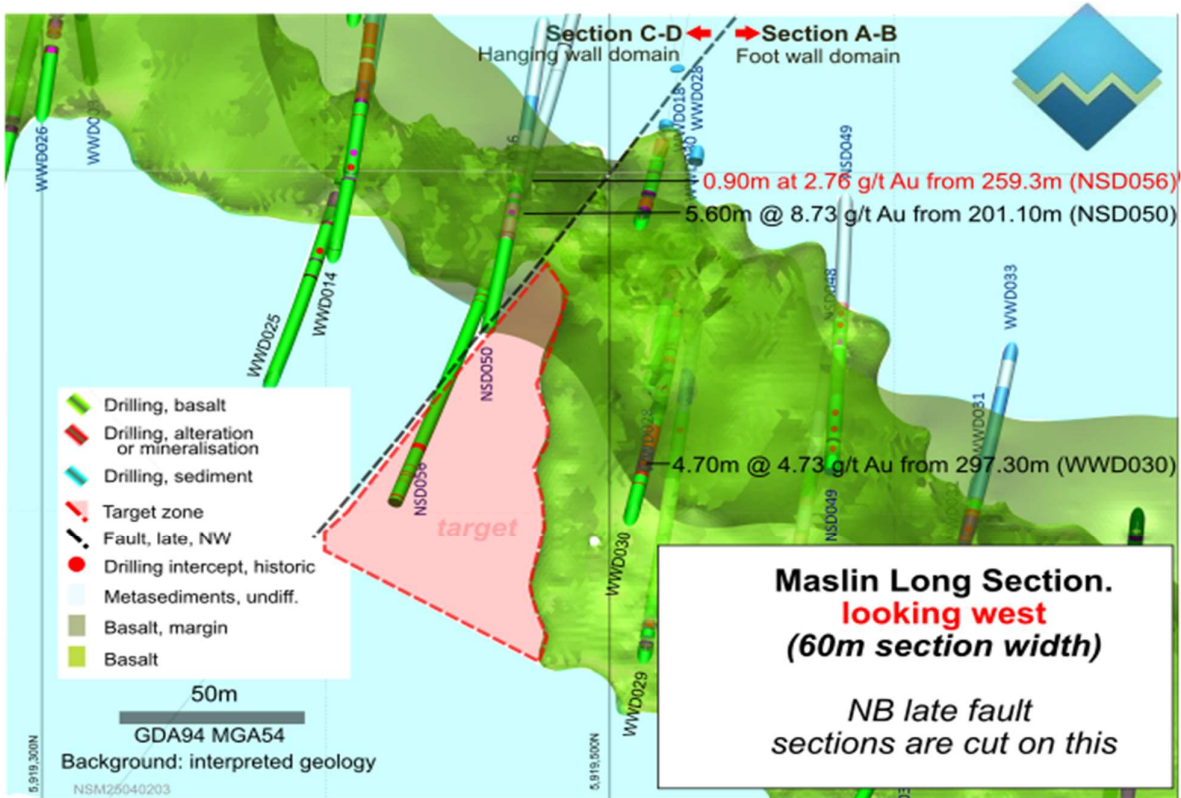 Section C-D
Section A-B
Hanging wall domain
Foot wall domain
WWD026
WWD018
WWD028
NSD049
0.90m at 2.76 g/t Au from 259.3m (NSD056)
5.60m @ 8.73 g/t Au from 201.10m (NSD050)
WWD025
WWD014
NSD050
NSD048
WWD033
WWD031
4.70m @ 4.73 g/t Au from 297.30m (WWD030)
NSD056
target
NSD049
WWD030
WWD029
Drilling, basalt
Drilling, alteration
or mineralisation
Drilling, sediment
Target zone
Fault, late, NW
Drilling intercept, historic
Metasediments, undiff.
Basalt, margin
Basalt
50m
GDA94 MGA54
Background: interpreted geology
NSM25040203
5,919,300N
5,919,500N
Maslin Long Section.
looking west
(60m section width)
NB late fault
sections are cut on this